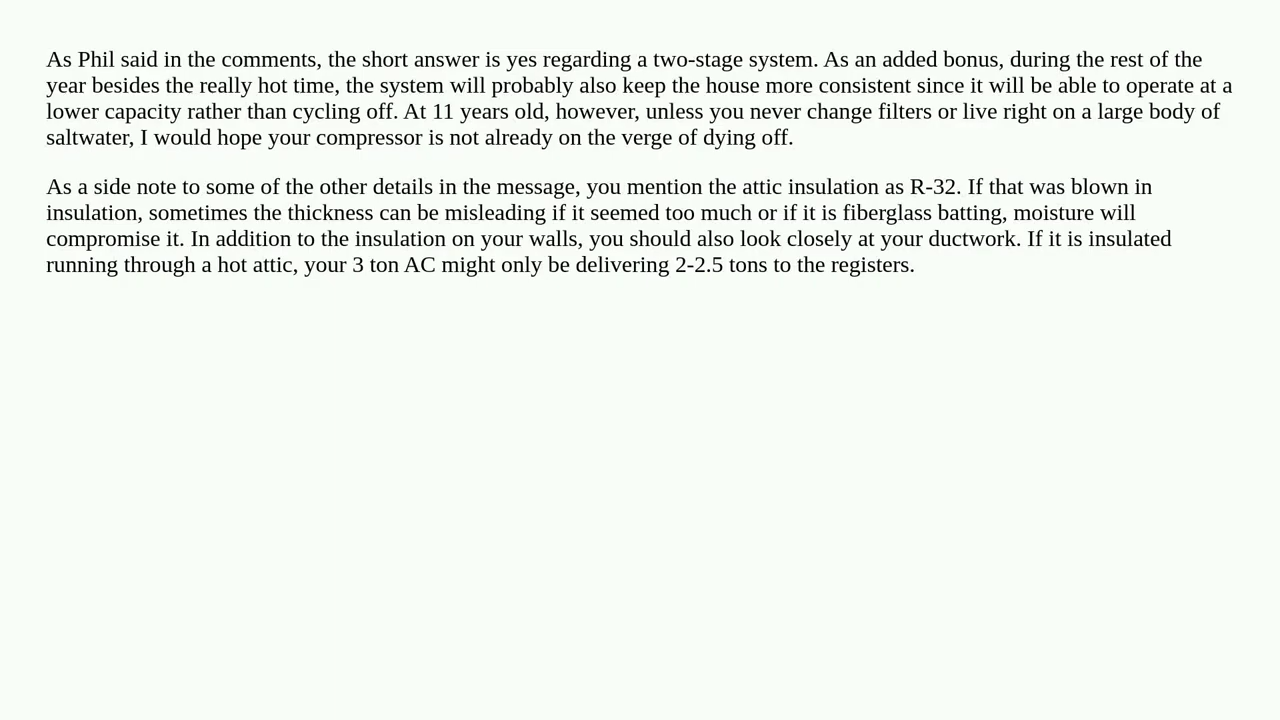 As Phil said in the comments, the short answer is yes regarding a two-stage system. As an added bonus, during the rest of the
year besides the really hot time, the system will probably also keep the house more consistent since it will be able to operate at a
lower capacity rather than cycling off. At 11 years old, however, unless you never change filters or live right on a large body of
saltwater, I would hope your compressor is not already on the verge of dying off.
As a side note to some of the other details in the message, you mention the attic insulation as R-32. If that was blown in
insulation, sometimes the thickness can be misleading if it seemed too much or if it is fiberglass batting, moisture will
compromise it. In addition to the insulation on your walls, you should also look closely at your ductwork. If it is insulated
running through a hot attic, your 3 ton AC might only be delivering 2-2.5 tons to the registers.